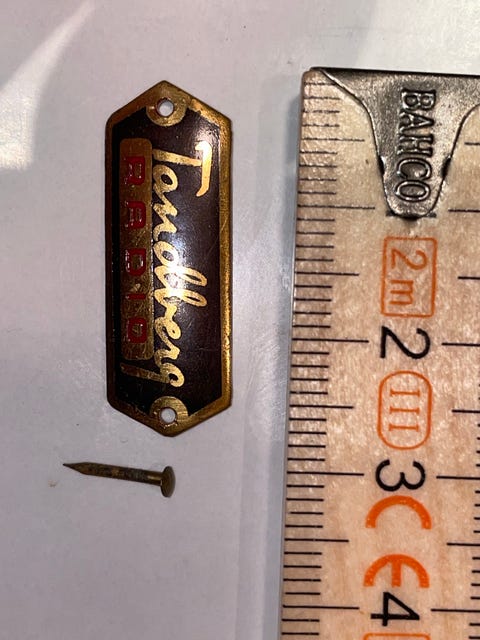 Tandberg
RADIO
BAHCO
2m
2
III
3
CE
4